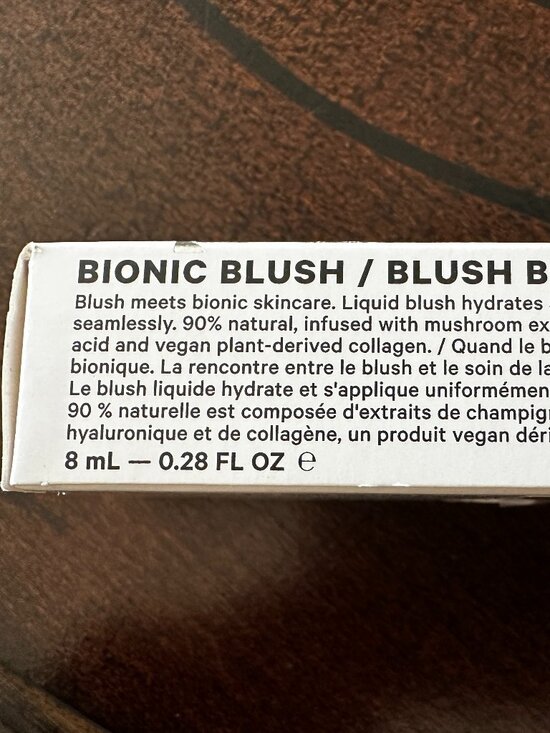 BIONIC BLUSH / BLUSH B
Blush meets bionic skincare. Liquid blush hydrates
seamlessly. 90% natural, infused with mushroom ex
acid and vegan plant-derived collagen. / Quand le b
bionique. La rencontre entre le blush et le soin de la
Le blush liquide hydrate et s'applique uniformémen
90 % naturelle est composée d'extraits de champign
hyaluronique et de collagène, un produit vegan déri
8 mL — 0.28 FL OZ ℮